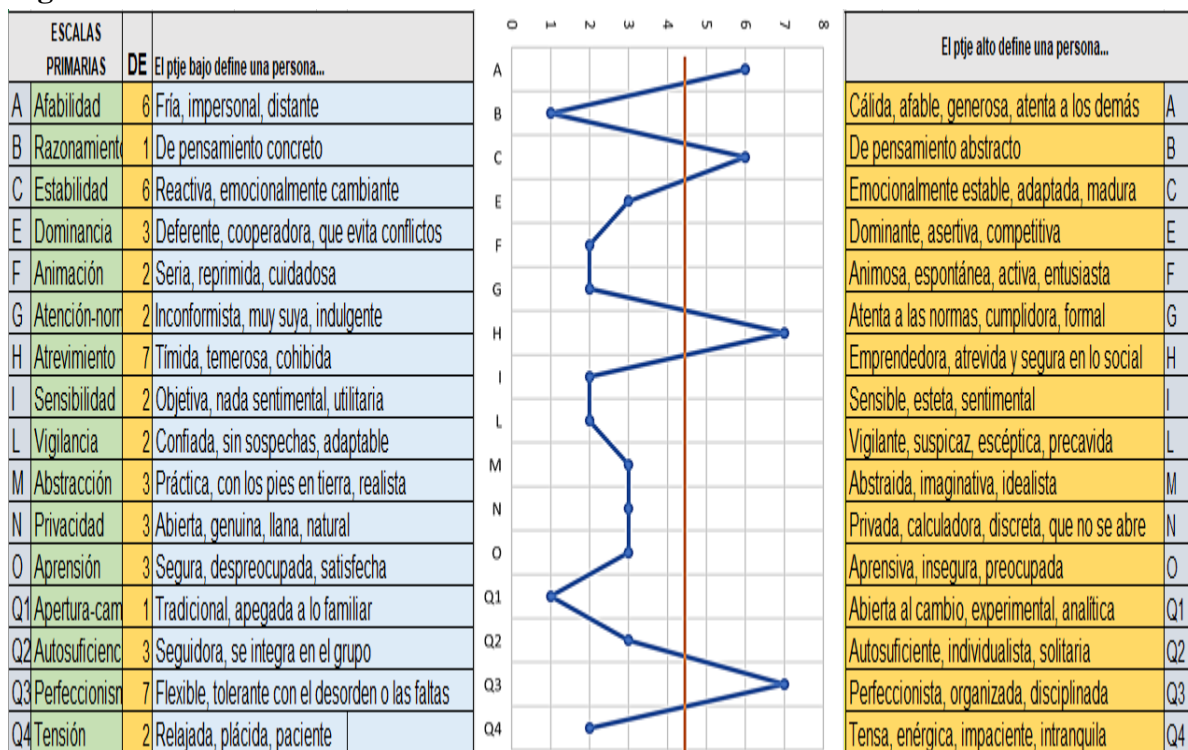 ESCALAS
PRIMARIAS DE El ptje bajo define una persona...
A Afabilidad 6 Fría, impersonal, distante
B Razonamient 1 De pensamiento concreto
C Estabilidad 6 Reactiva, emocionalmente cambiante
E Dominancia 3 Deferente, cooperadora, que evita conflictos
F Animación 2 Seria, reprimida, cuidadosa
G Atención-norn 2 Inconformista, muy suya, indulgente
H Atrevimiento 7 Tímida, temerosa, cohibida
I Sensibilidad 2 Objetiva, nada sentimental, utilitaria
L Vigilancia 2 Confiada, sin sospechas, adaptable
M Abstracción 3 Práctica, con los pies en tierra, realista
N Privacidad 3 Abierta, genuina, llana, natural
O Aprensión 3 Segura, despreocupada, satisfecha
Q1 Apertura-cam 1 Tradicional, apegada a lo familiar
Q2 Autosuficienc 3 Seguidora, se integra en el grupo
Q3 Perfeccionisn 7 Flexible, tolerante con el desorden o las faltas
Q4 Tensión 2 Relajada, plácida, paciente
0 1 2 3 4 5 6 7 8
A
B
C
E
F
G
H
I
L
M
N
O
Q1
Q2
Q3
Q4
El ptje alto define una persona...
Cálida, afable, generosa, atenta a los demás A
De pensamiento abstracto B
Emocionalmente estable, adaptada, madura C
Dominante, asertiva, competitiva E
Animosa, espontánea, activa, entusiasta F
Atenta a las normas, cumplidora, formal G
Emprendedora, atrevida y segura en lo social H
Sensible, esteta, sentimental I
Vigilante, suspicaz, escéptica, precavida L
Abstraida, imaginativa, idealista M
Privada, calculadora, discreta, que no se abre N
Aprensiva, insegura, preocupada O
Abierta al cambio, experimental, analítica Q1
Autosuficiente, individualista, solitaria Q2
Perfeccionista, organizada, disciplinada Q3
Tensa, enérgica, impaciente, intranquila Q4